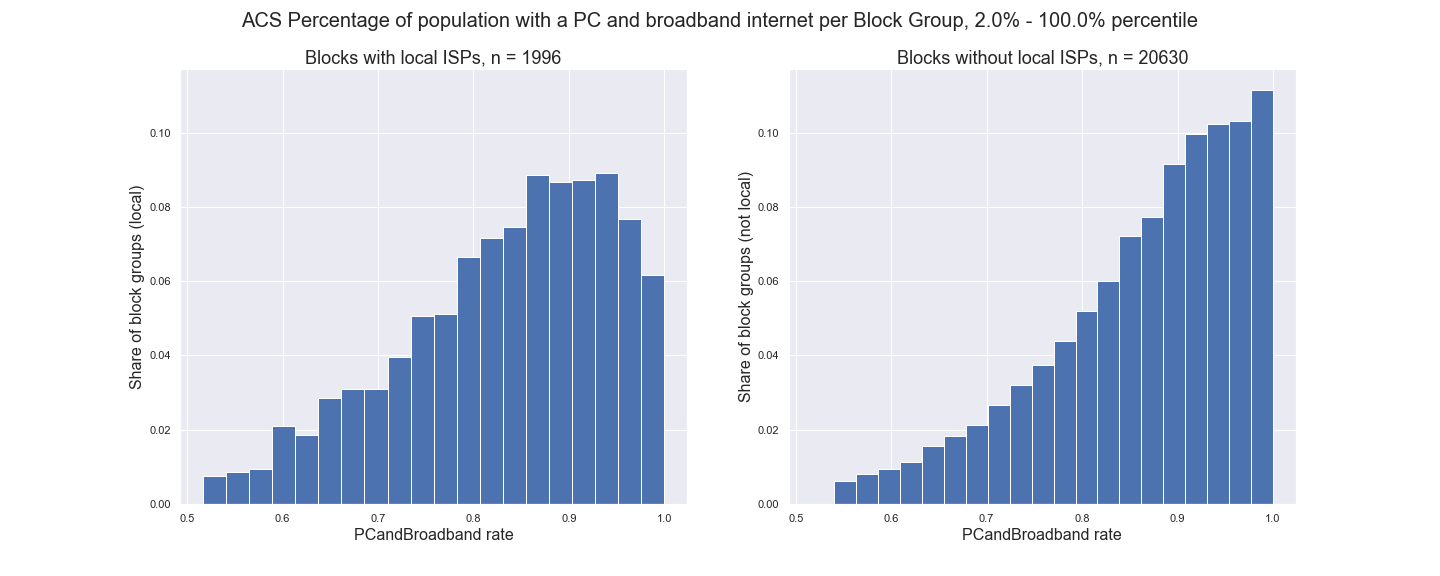 ACS Percentage of population with a PC and broadband internet per Block Group, 2.0% - 100.0% percentile
Blocks with local ISPs, n = 1996
Share of block groups (local)
0.10
0.08
0.06
0.04
0.02
0.00
0.5 0.6 0.7 0.8 0.9 1.0
PCandBroadband rate
Blocks without local ISPs, n = 20630
Share of block groups (not local)
0.10
0.08
0.06
0.04
0.02
0.00
0.5 0.6 0.7 0.8 0.9 1.0
PCandBroadband rate